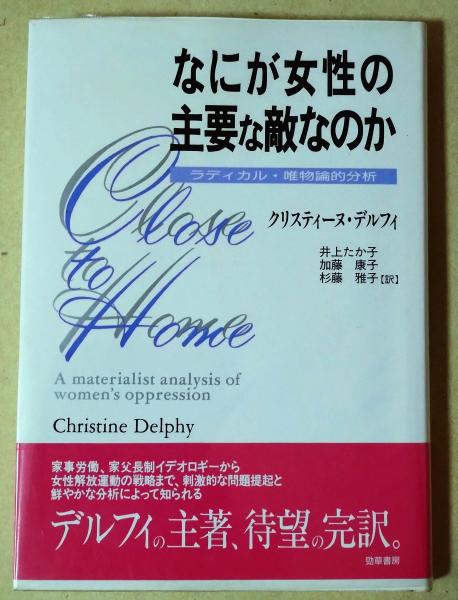 なにが女性の
主要な敵なのか
ラディカル・唯物論的分析
クリスティーヌ・デルフィ
井上たか子
加藤 康子
杉藤 雅子【訳】
Close
to
Home
A materialist analysis of
women's oppression
Christine Delphy
家事労働、家父長制イデオロギーから
女性解放運動の戦略まで、刺激的な問題提起と
鮮やかな分析によって知られる
デルフィの主著、待望の完訳。
勁草書房